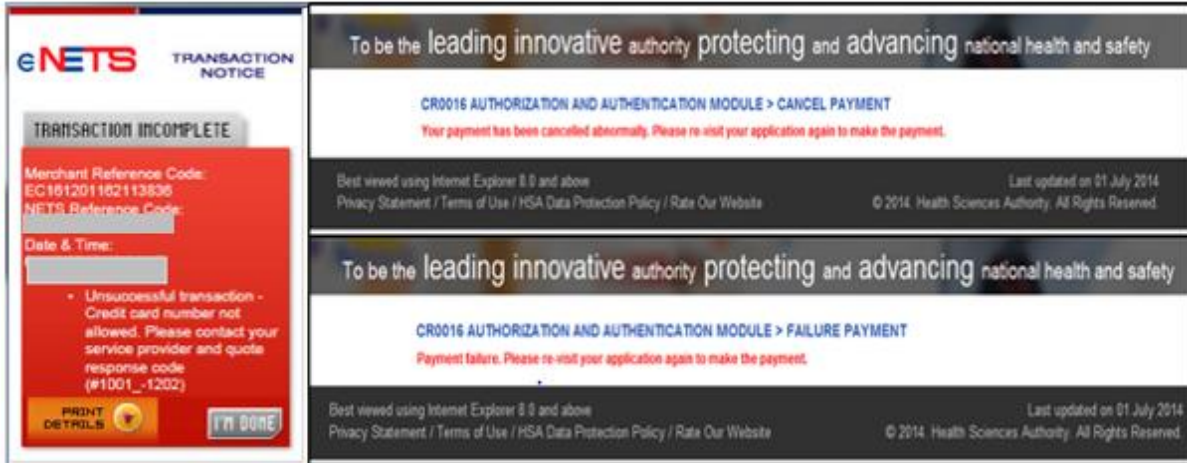 eNETS
TRANSACTION
NOTICE
TRANSACTION INCOMPLETE
Merchant Reference Code:
EC161201162113836
NETS Reference Code:
Date & Time:
• Unsuccessful transaction -
Credit card number not
allowed. Please contact your
service provider and quote
response code
(#1001_-1202)
PRINT
DETAILS
I'M DONE
To be the leading innovative authority protecting and advancing national health and safety
CR0016 AUTHORIZATION AND AUTHENTICATION MODULE > CANCEL PAYMENT
Your payment has been cancelled abnormally. Please re-visit your application again to make the payment.
Best viewed using Internet Explorer 8.0 and above
Last updated on 01 July 2014
Privacy Statement / Terms of Use / HSA Data Protection Policy / Rate Our Website
© 2014. Health Sciences Authority. All Rights Reserved.
To be the leading innovative authority protecting and advancing national health and safety
CR0016 AUTHORIZATION AND AUTHENTICATION MODULE > FAILURE PAYMENT
Payment failure. Please re-visit your application again to make the payment.
Best viewed using Internet Explorer 8.0 and above
Last updated on 01 July 2014
Privacy Statement / Terms of Use / HSA Data Protection Policy / Rate Our Website
© 2014. Health Sciences Authority. All Rights Reserved.